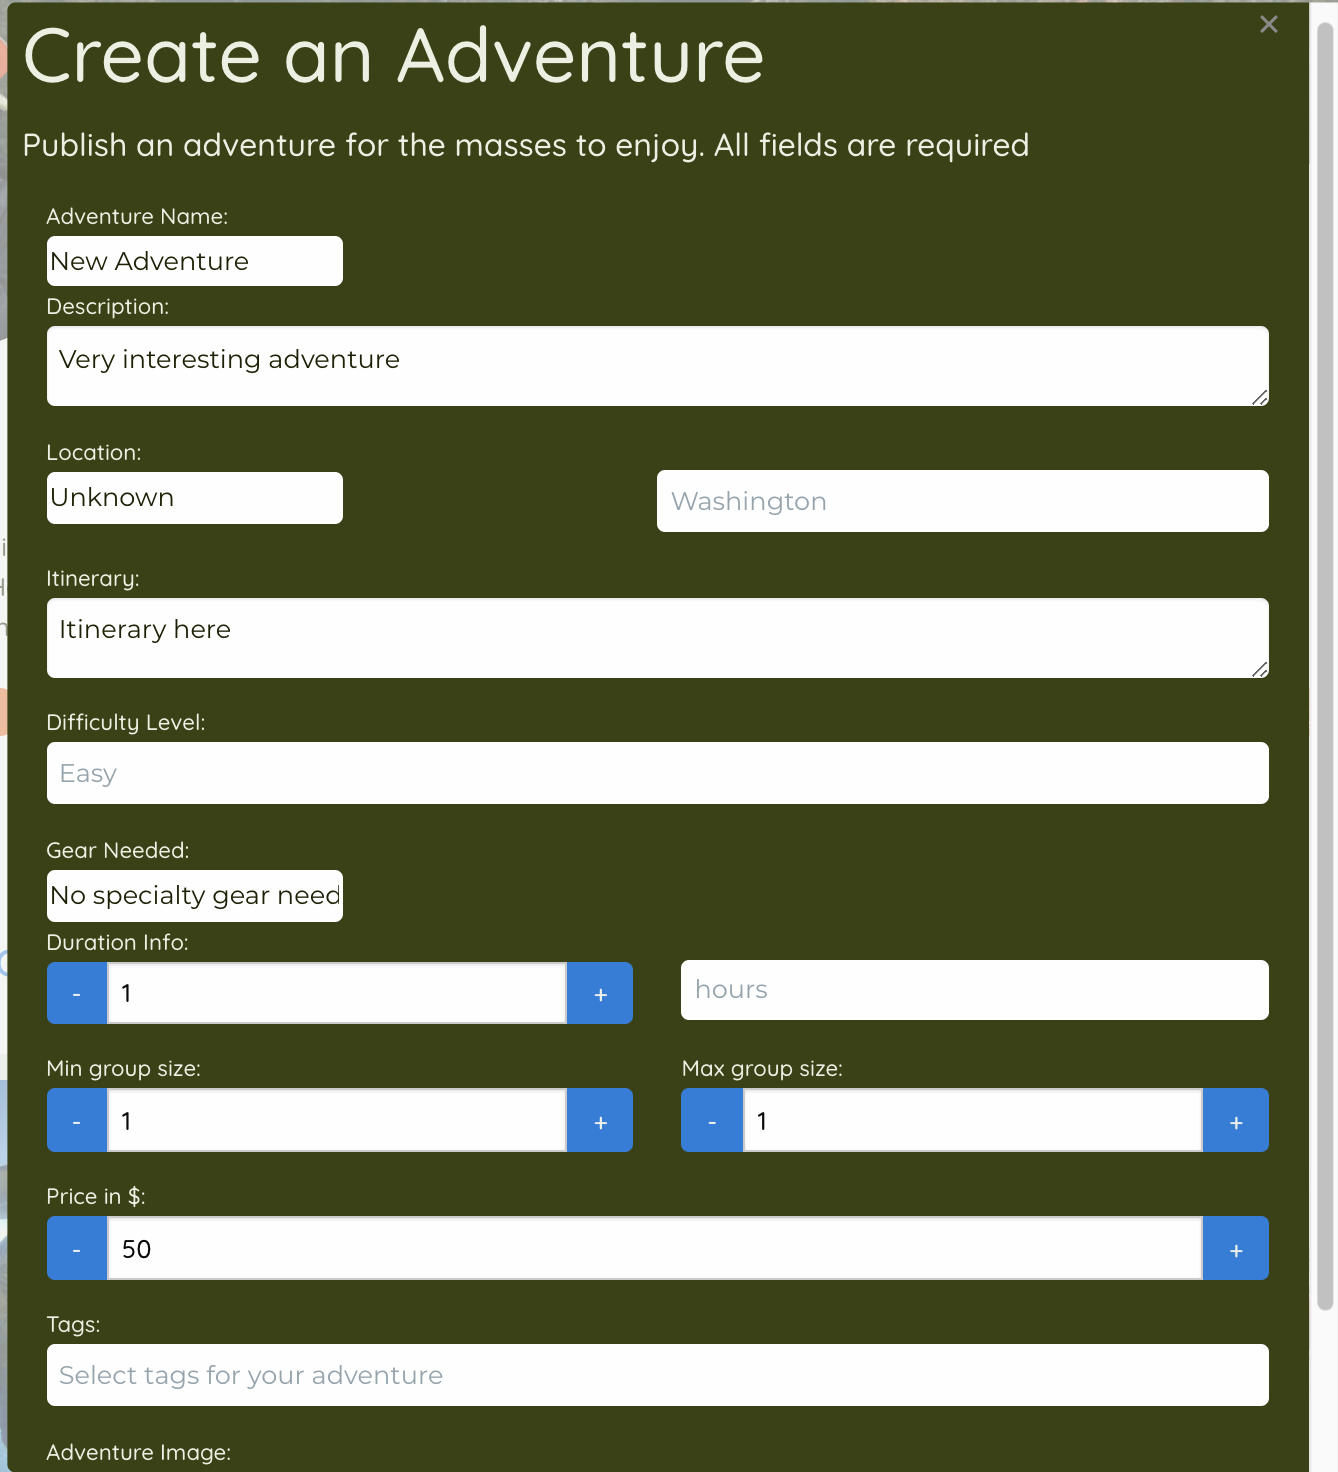 Create an Adventure
×
Publish an adventure for the masses to enjoy. All fields are required
Adventure Name:
New Adventure
Description:
Very interesting adventure
Location:
Unknown
Washington
Itinerary:
Itinerary here
Difficulty Level:
Easy
Gear Needed:
No specialty gear need
Duration Info:
- 1 +
hours
Min group size:
- 1 +
Max group size:
- 1 +
Price in $:
- 50 +
Tags:
Select tags for your adventure
Adventure Image: